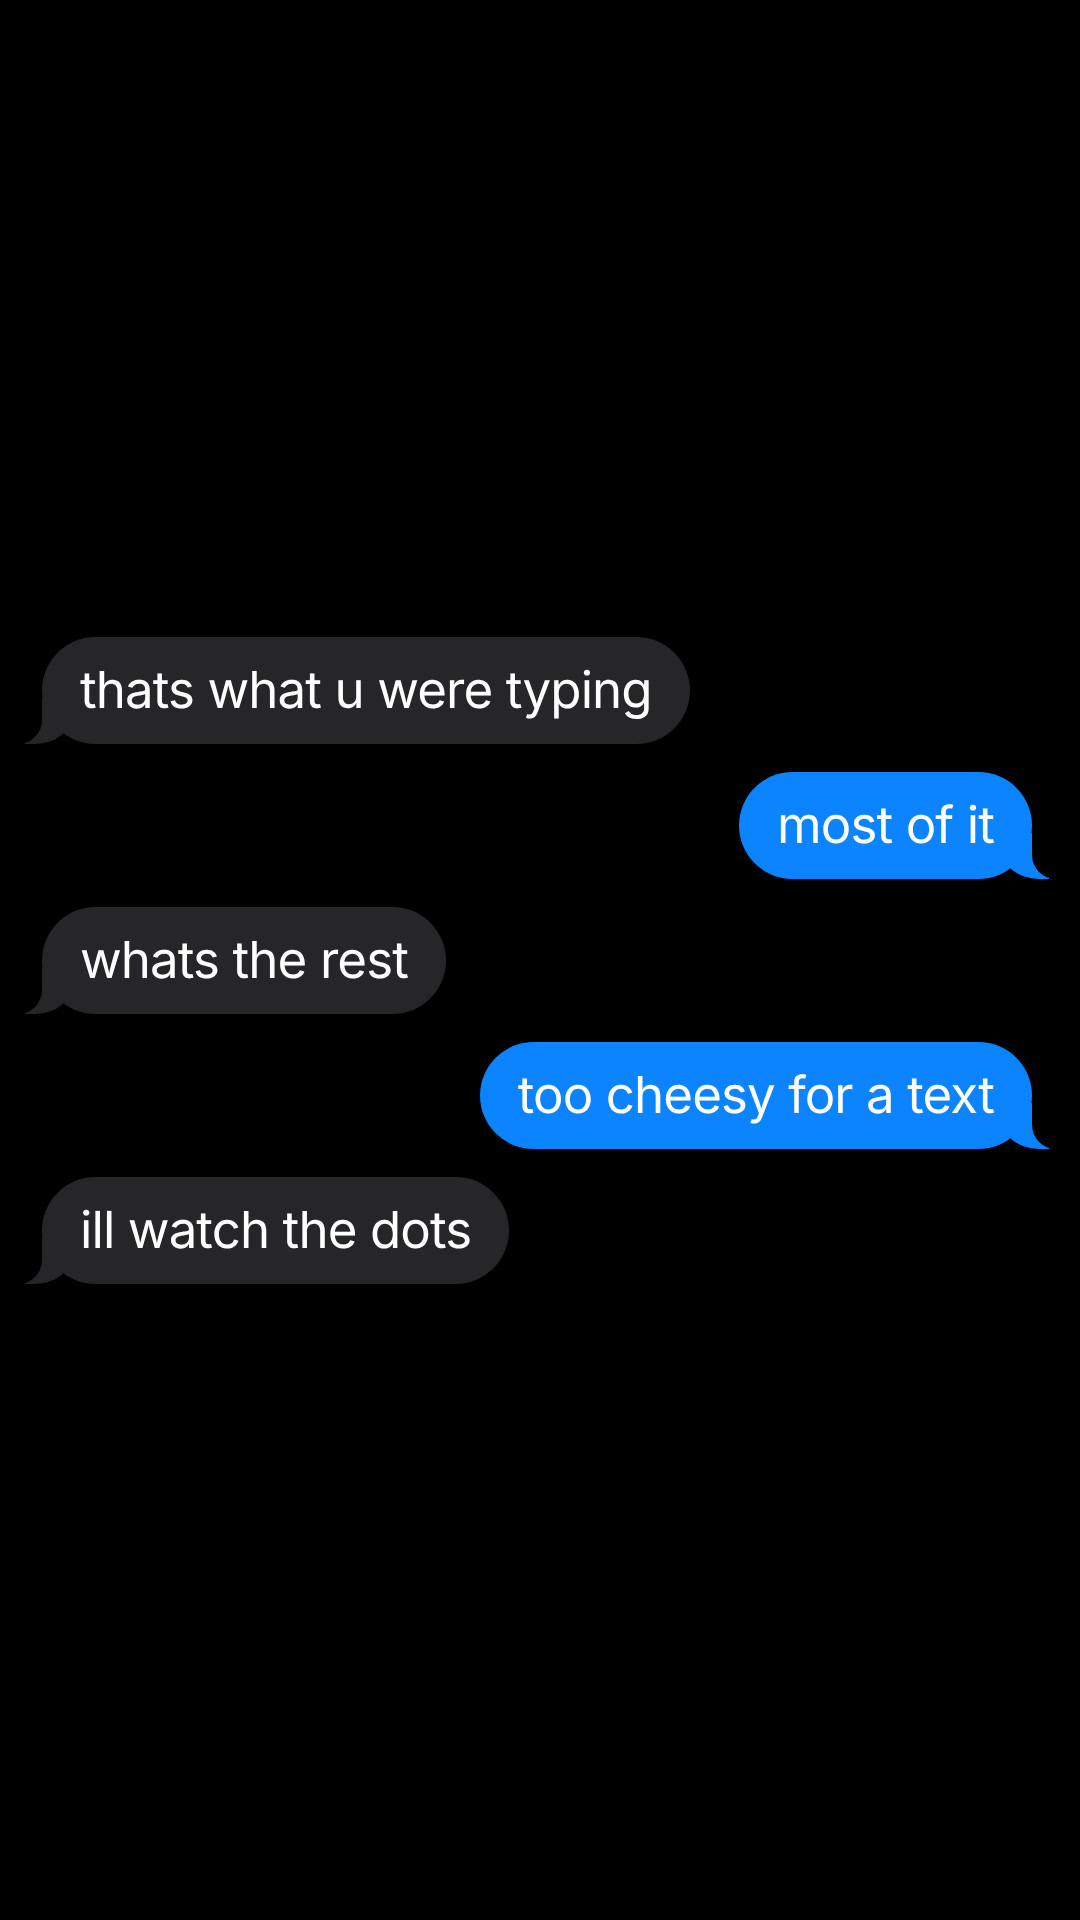 thats what u were typing
most of it
whats the rest
too cheesy for a text
ill watch the dots